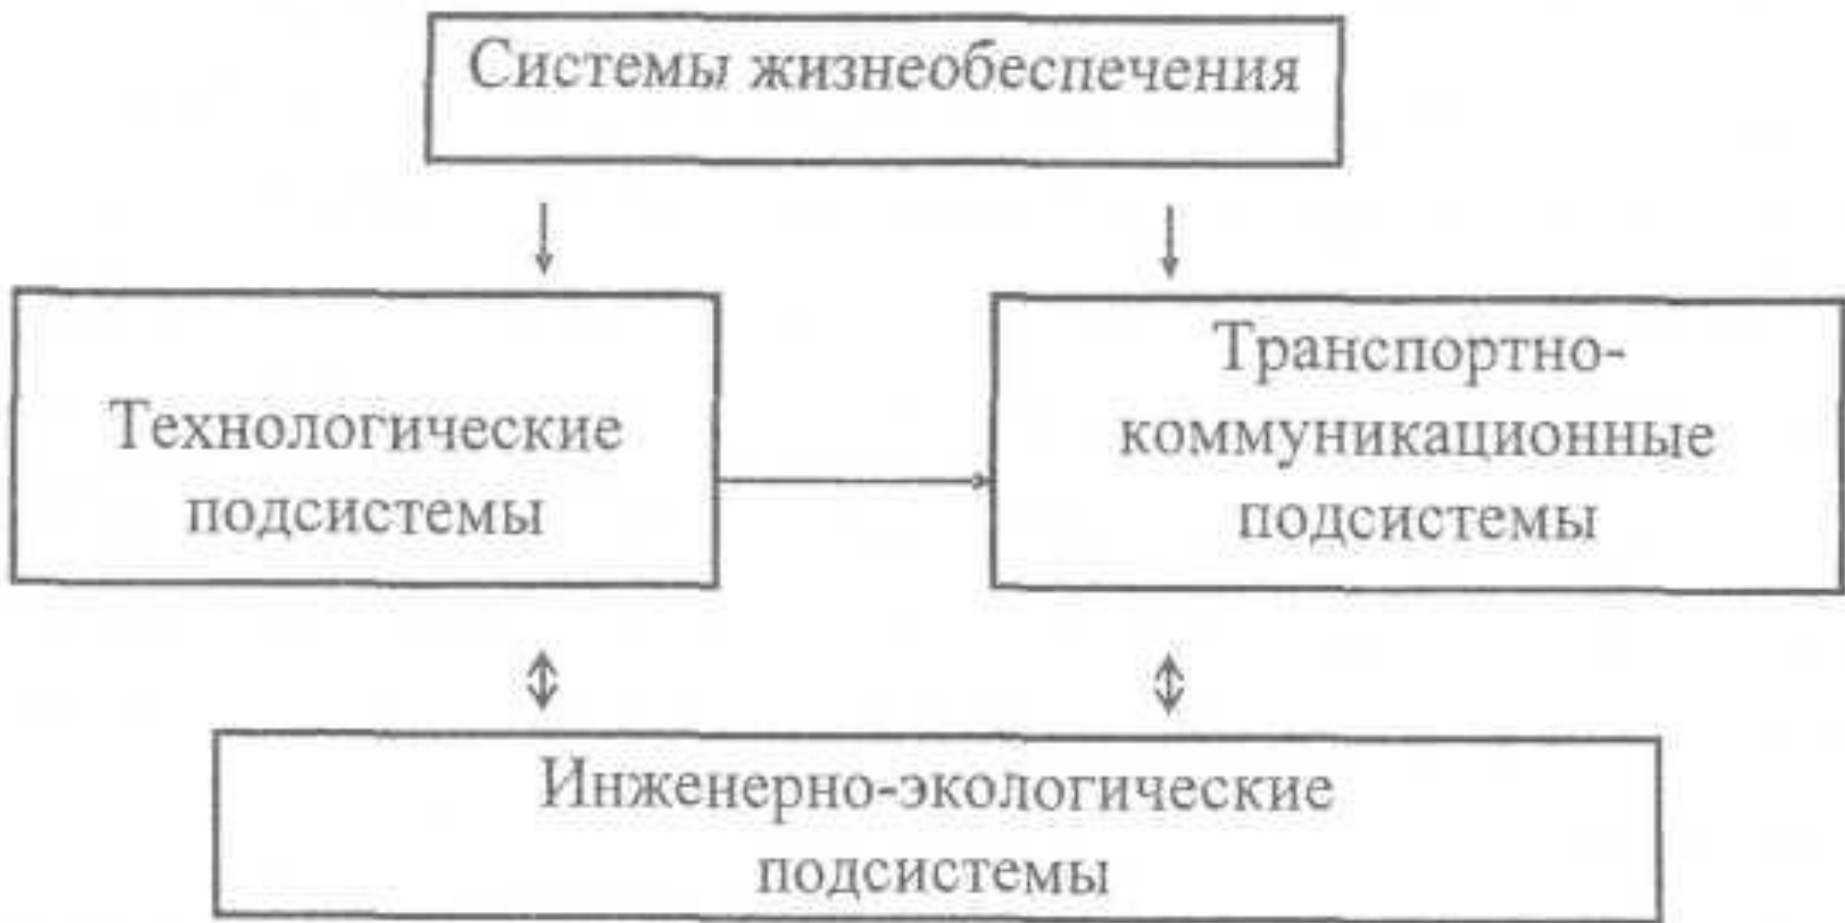 Системы жизнеобеспечения
Технологические
подсистемы
Транспортно-
коммуникационные
подсистемы
Инженерно-экологические
подсистемы